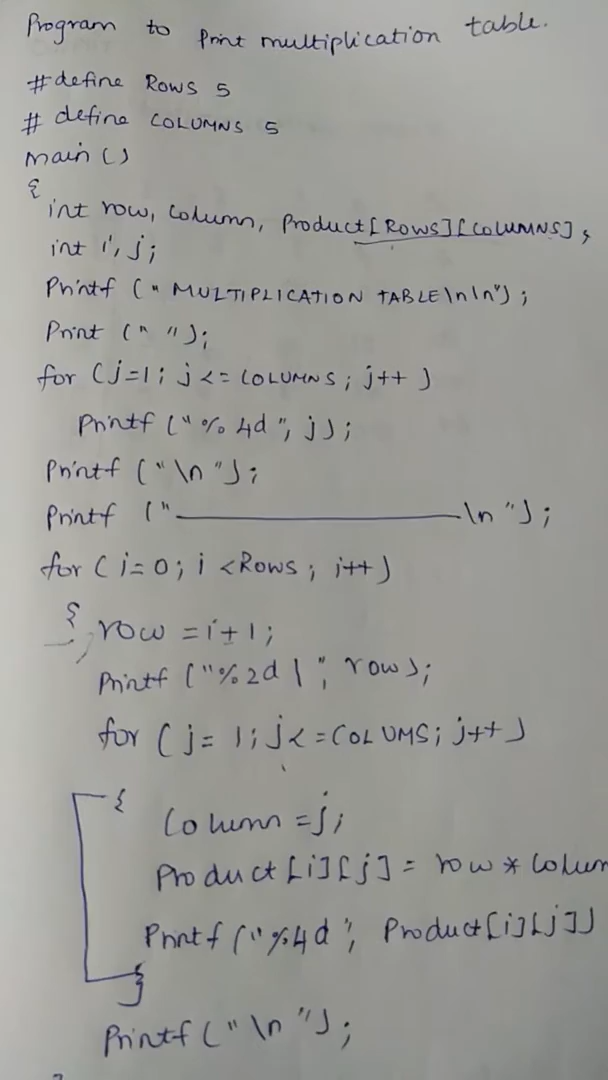 Program to Print multiplication table.
#define ROWS 5
# define COLUMNS 5
main ()
{
int row, Column, Product[ROWS][COLUMNS];
int i, j;
Printf (" MULTIPLICATION TABLE\n\n");
Print (" ");
for (j=1; j<= COLUMNS; j++)
Printf ("%4d", j);
Printf ("\n");
Printf ("————————\n");
for (i=0; i<Rows; i++)
{ row = i+1;
Printf ("%2d |", row);
for (j= 1; j<=COLUMS; j++)
{
Column = j;
Product[i][j] = row * Colum
Printf ("%4d", Product[i][j])
}
Printf ("\n");